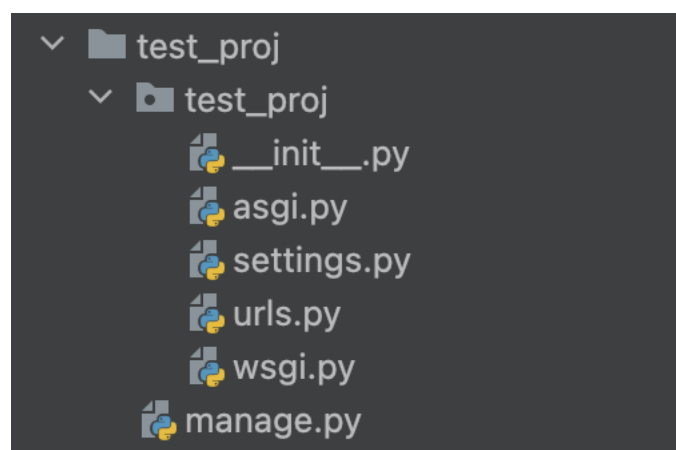 test_proj
test_proj
__init__.py
asgi.py
settings.py
urls.py
wsgi.py
manage.py